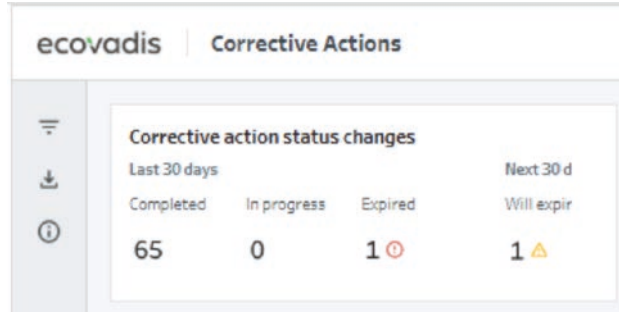 ecovadis Corrective Actions
Corrective action status changes
Last 30 days Next 30 d
Completed In progress Expired Will expir
65 0 1 1